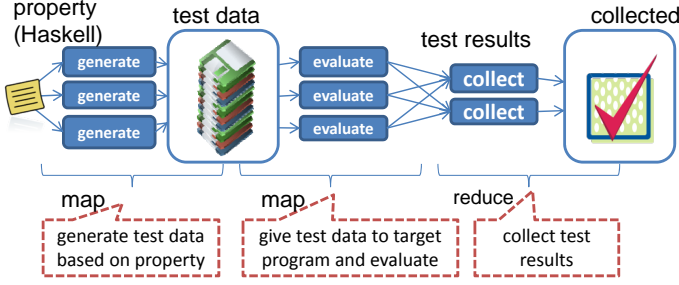 property
(Haskell)
test data
test results
collected
generate
generate
generate
evaluate
evaluate
evaluate
collect
collect
map
map
reduce
generate test data
based on property
give test data to target
program and evaluate
collect test
results